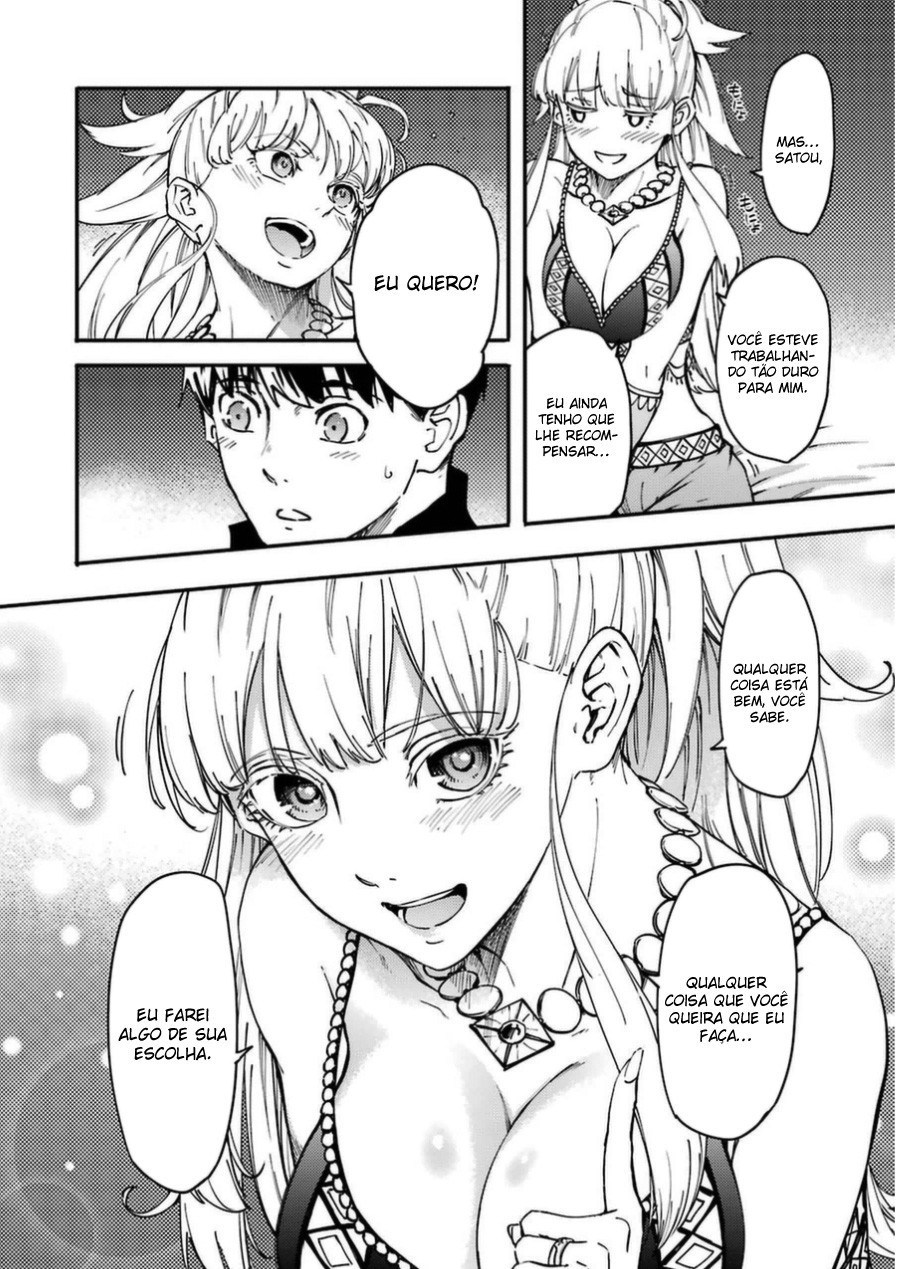 MAS...
SATOU,
VOCÊ ESTEVE
TRABALHAN-
DO TÃO DURO
PARA MIM.
EU AINDA
TENHO QUE
LHE RECOM-
PENSAR...
EU QUERO!
QUALQUER
COISA ESTÁ
BEM, VOCÊ
SABE.
QUALQUER
COISA QUE VOCÊ
QUEIRA QUE EU
FAÇA...
EU FAREI
ALGO DE SUA
ESCOLHA.